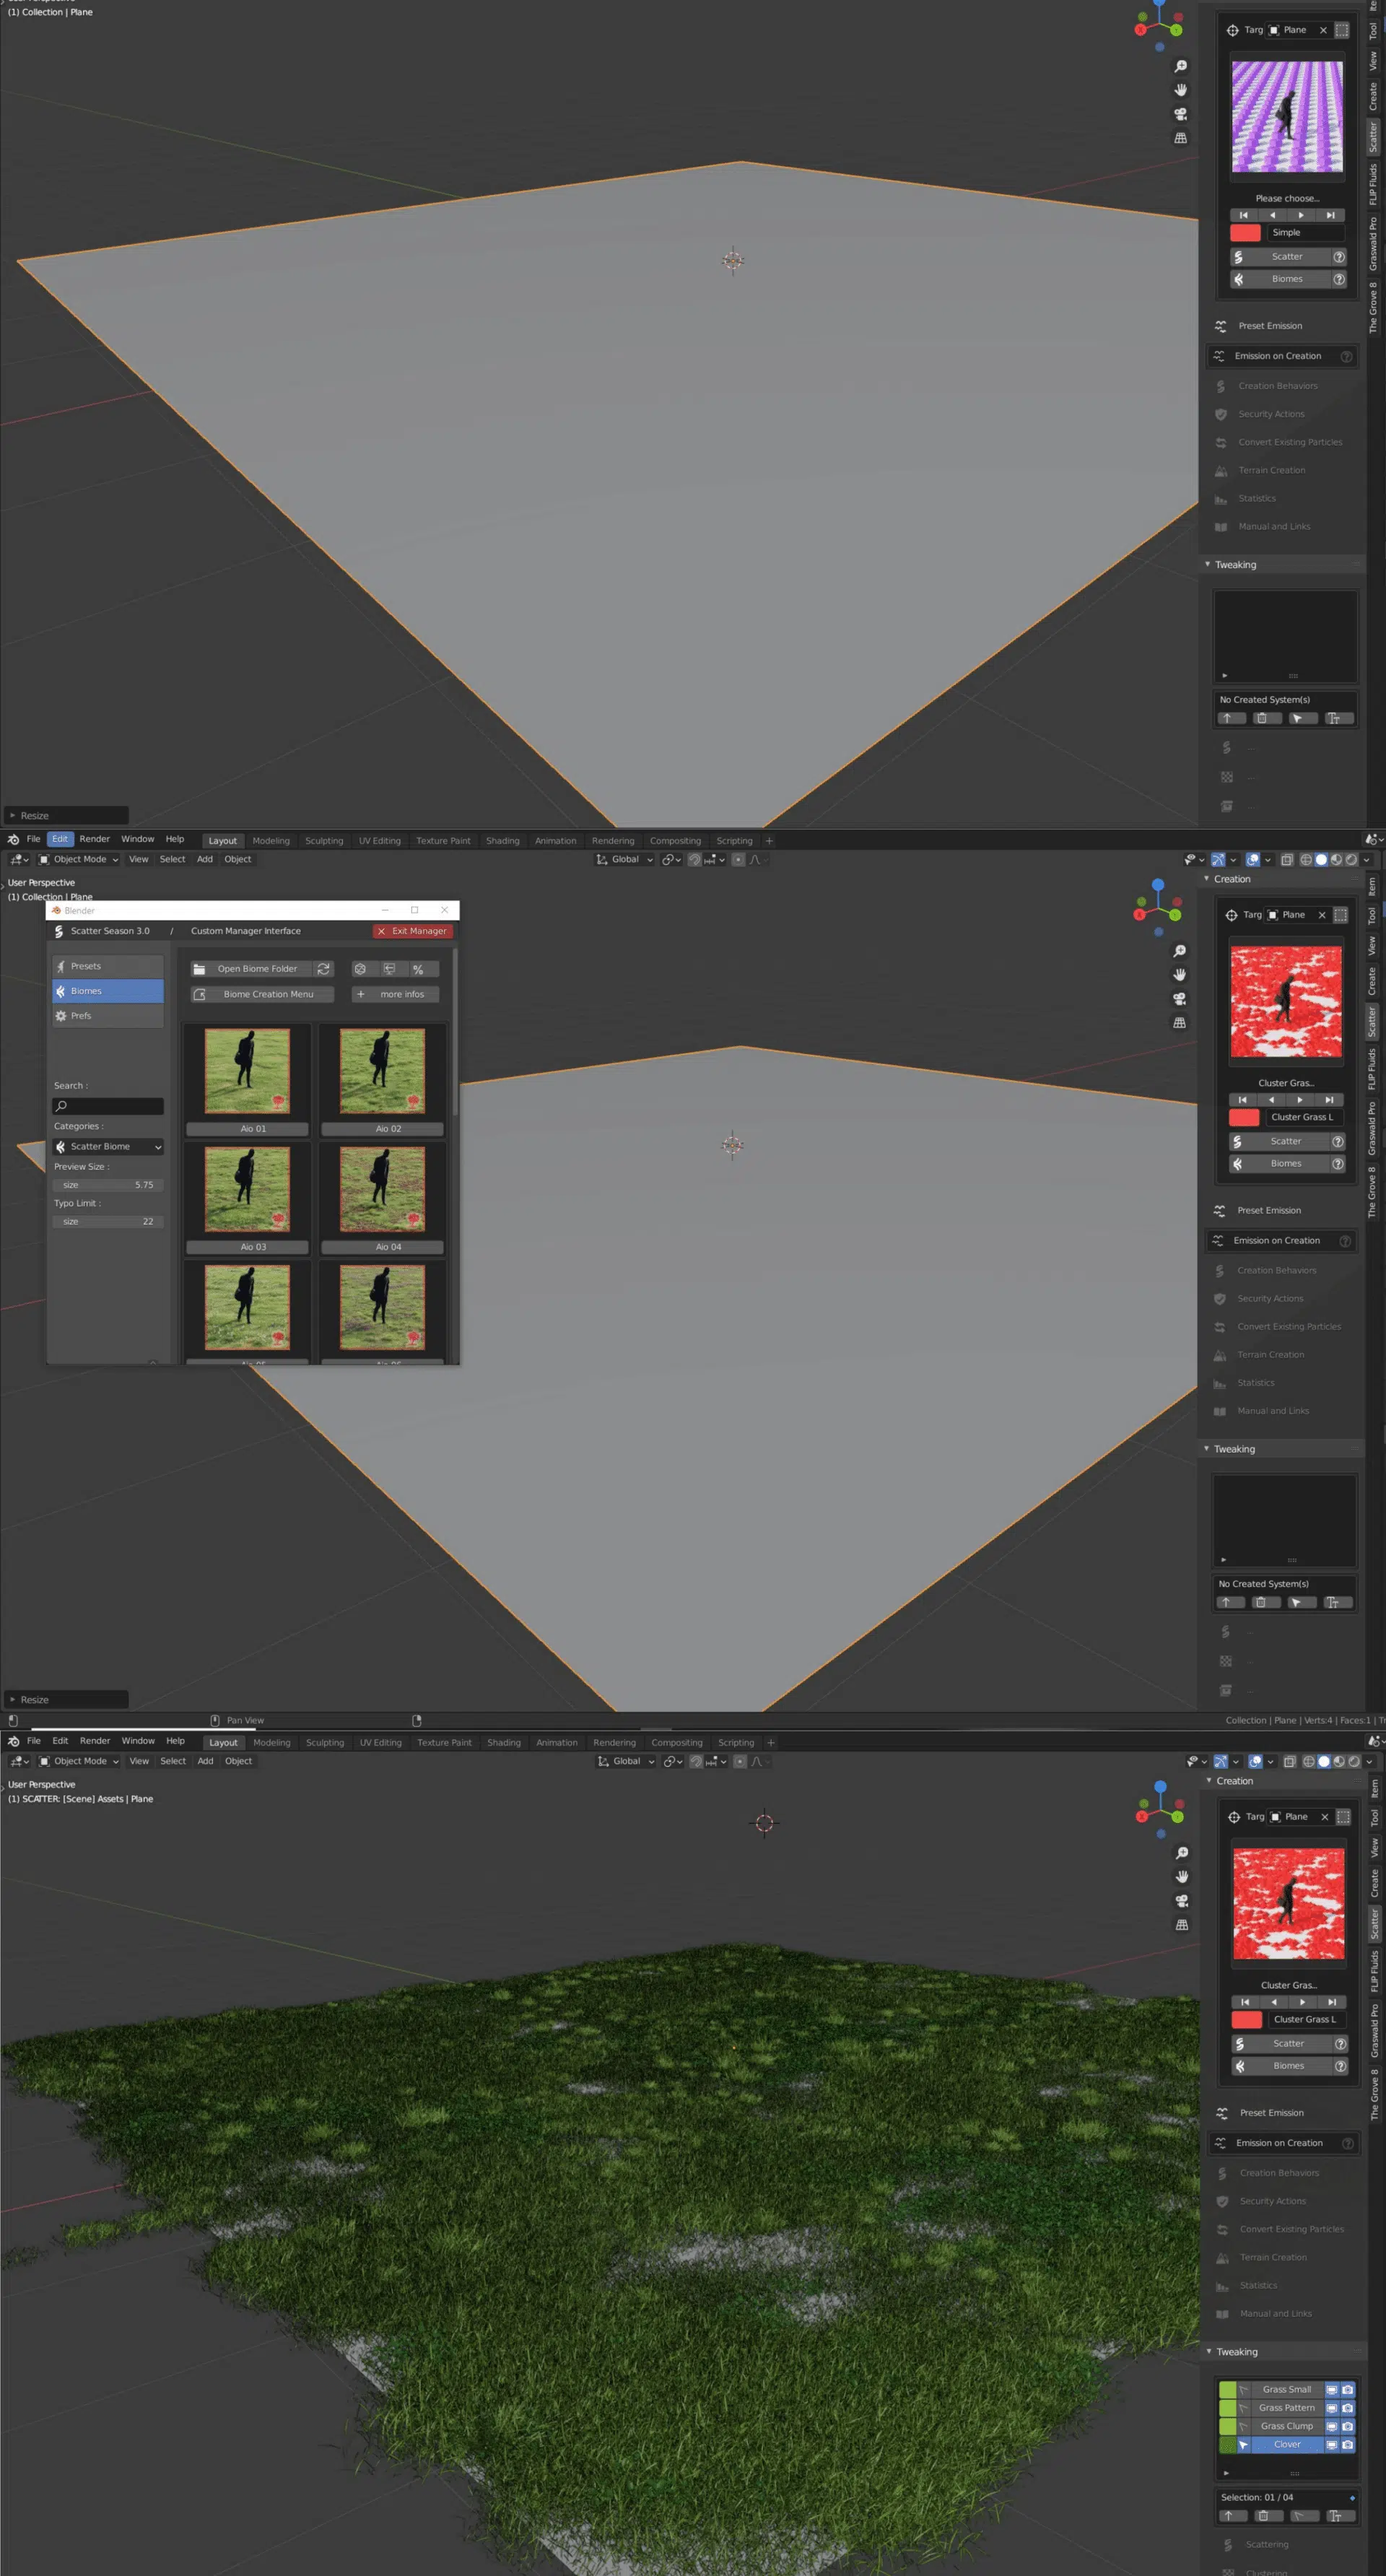 (1) Collection | Plane
Targ Plane
Please choose...
Simple
Scatter
Biomes
Preset Emission
Emission on Creation
Creation Behaviors
Security Actions
Convert Existing Particles
Terrain Creation
Statistics
Manual and Links
Tweaking
No Created System(s)
Tool
View
Create
Scatter
FLIP Fluids
Graswald Pro
The Grove 8
Resize
File Edit Render Window Help Layout Modeling Sculpting UV Editing Texture Paint Shading Animation Rendering Compositing Scripting +
Object Mode View Select Add Object Global
User Perspective
(1) Collection | Plane
Blender
Scatter Season 3.0 / Custom Manager Interface Exit Manager
Presets
Biomes
Prefs
Open Biome Folder
Biome Creation Menu + more infos
Search :
Categories :
Scatter Biome
Preview Size :
size 5.75
Typo Limit :
size 22
Aio 01 Aio 02
Aio 03 Aio 04
Creation
Targ Plane
Cluster Gras...
Cluster Grass L
Scatter
Biomes
Preset Emission
Emission on Creation
Creation Behaviors
Security Actions
Convert Existing Particles
Terrain Creation
Statistics
Manual and Links
Tweaking
No Created System(s)
Item
Tool
View
Create
Scatter
FLIP Fluids
Graswald Pro
The Grove 8
Resize
Pan View
Collection | Plane | Verts:4 | Faces:1 | Tr
File Edit Render Window Help Layout Modeling Sculpting UV Editing Texture Paint Shading Animation Rendering Compositing Scripting +
Object Mode View Select Add Object Global
User Perspective
(1) SCATTER: [Scene] Assets | Plane
Creation
Targ Plane
Cluster Gras...
Cluster Grass L
Scatter
Biomes
Preset Emission
Emission on Creation
Creation Behaviors
Security Actions
Convert Existing Particles
Terrain Creation
Statistics
Manual and Links
Tweaking
Grass Small
Grass Pattern
Grass Clump
Clover
Selection: 01 / 04
Scattering
Item
Tool
View
Create
Scatter
FLIP Fluids
Graswald Pro
The Grove 8